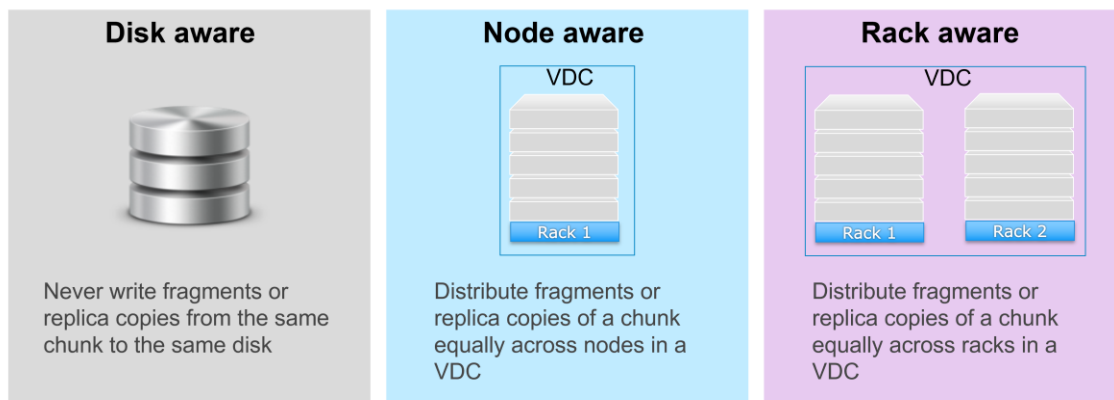 Disk aware
Never write fragments or
replica copies from the same
chunk to the same disk
Node aware
VDC
Rack 1
Distribute fragments or
replica copies of a chunk
equally across nodes in a
VDC
Rack aware
VDC
Rack 1
Rack 2
Distribute fragments or
replica copies of a chunk
equally across racks in a
VDC